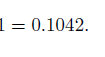 1 = 0.1042.